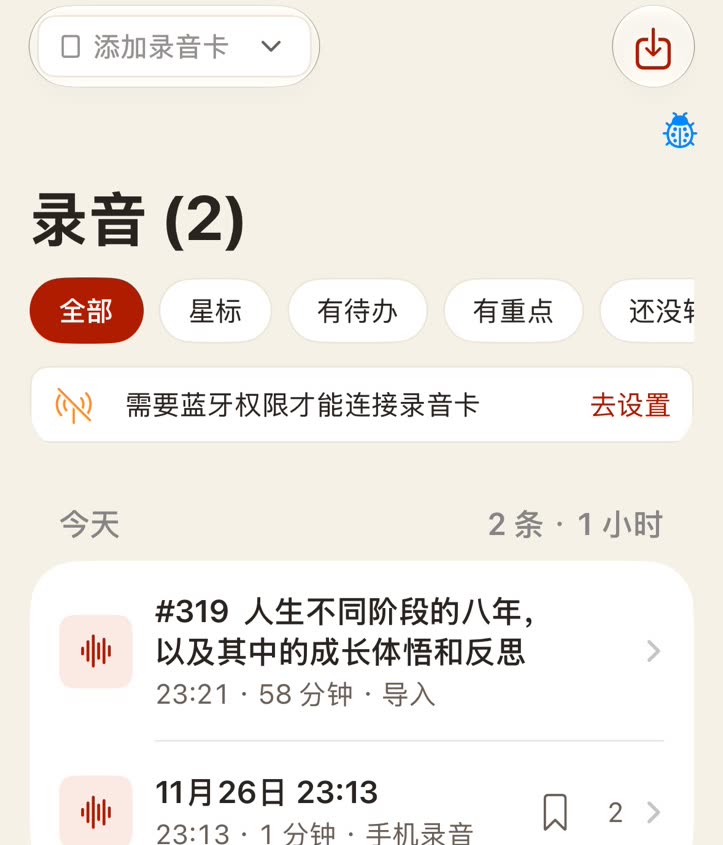 添加录音卡
录音 (2)
全部 星标 有待办 有重点 还没
需要蓝牙权限才能连接录音卡 去设置
今天 2 条 · 1 小时
#319 人生不同阶段的八年，
以及其中的成长体悟和反思
23:21 · 58 分钟 · 导入
11月26日 23:13
2
23:13 · 1 分钟 · 手机录音